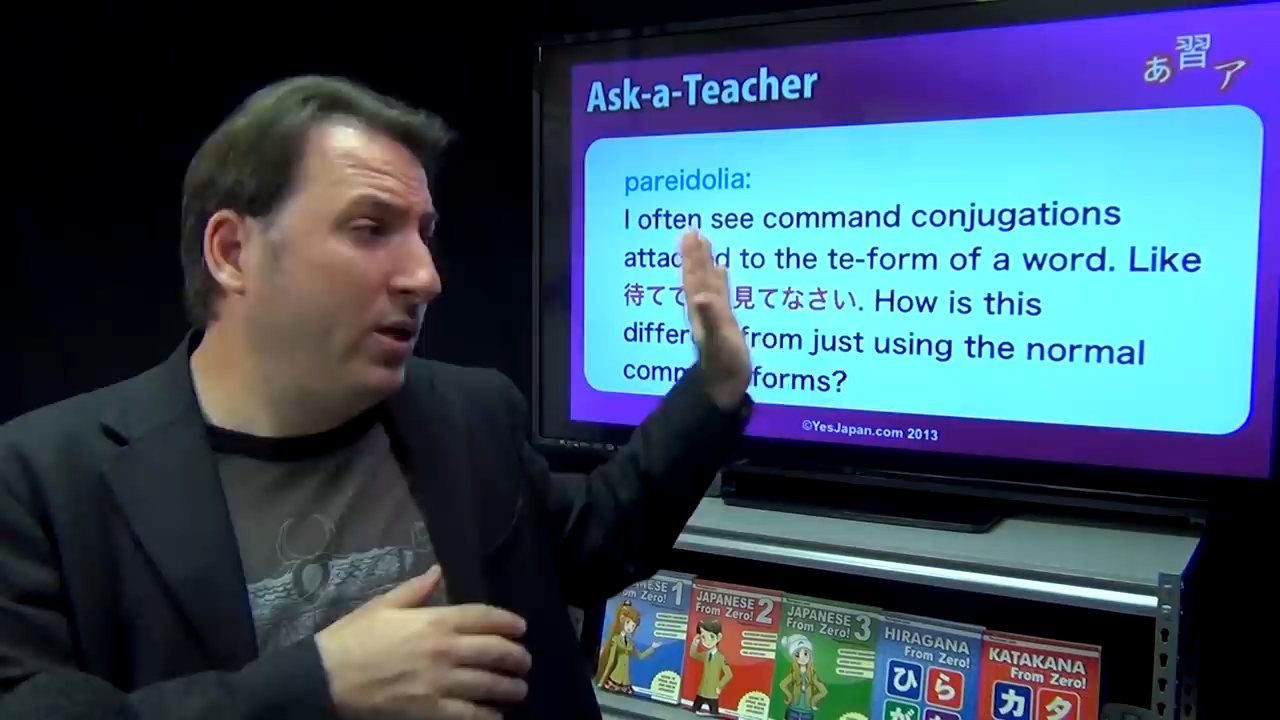 あ習ア
Ask-a-Teacher
pareidolia:
I often see command conjugations
to the te-form of a word. Like
見てなさい. How is this
from just using the normal
forms?
©YesJapan.com 2013
1
Zero!
JAPANESE 2
From Zero!
JAPANESE 3
From Zero!
HIRAGANA
From Zero!
ひ ら
KATAKANA
From Zero!
カ タ